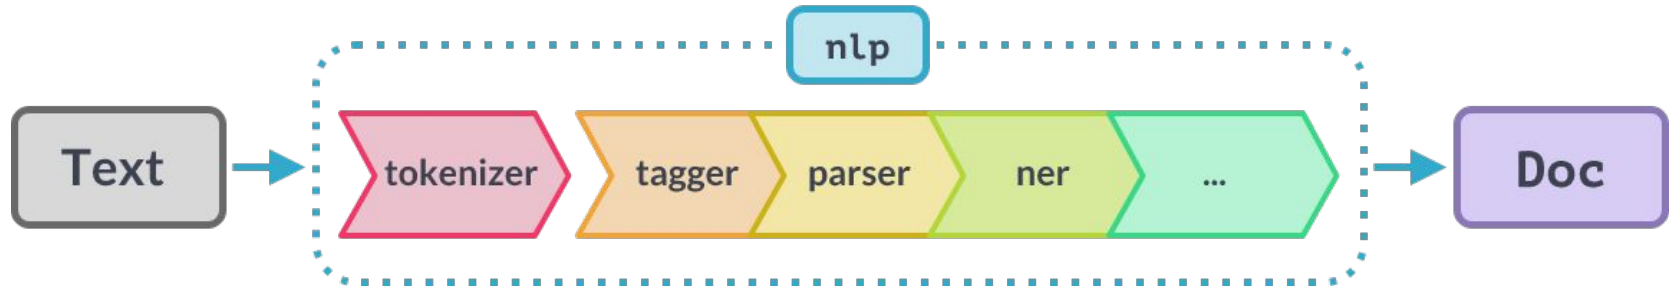 nlp
Text
tokenizer
tagger
parser
ner
...
Doc